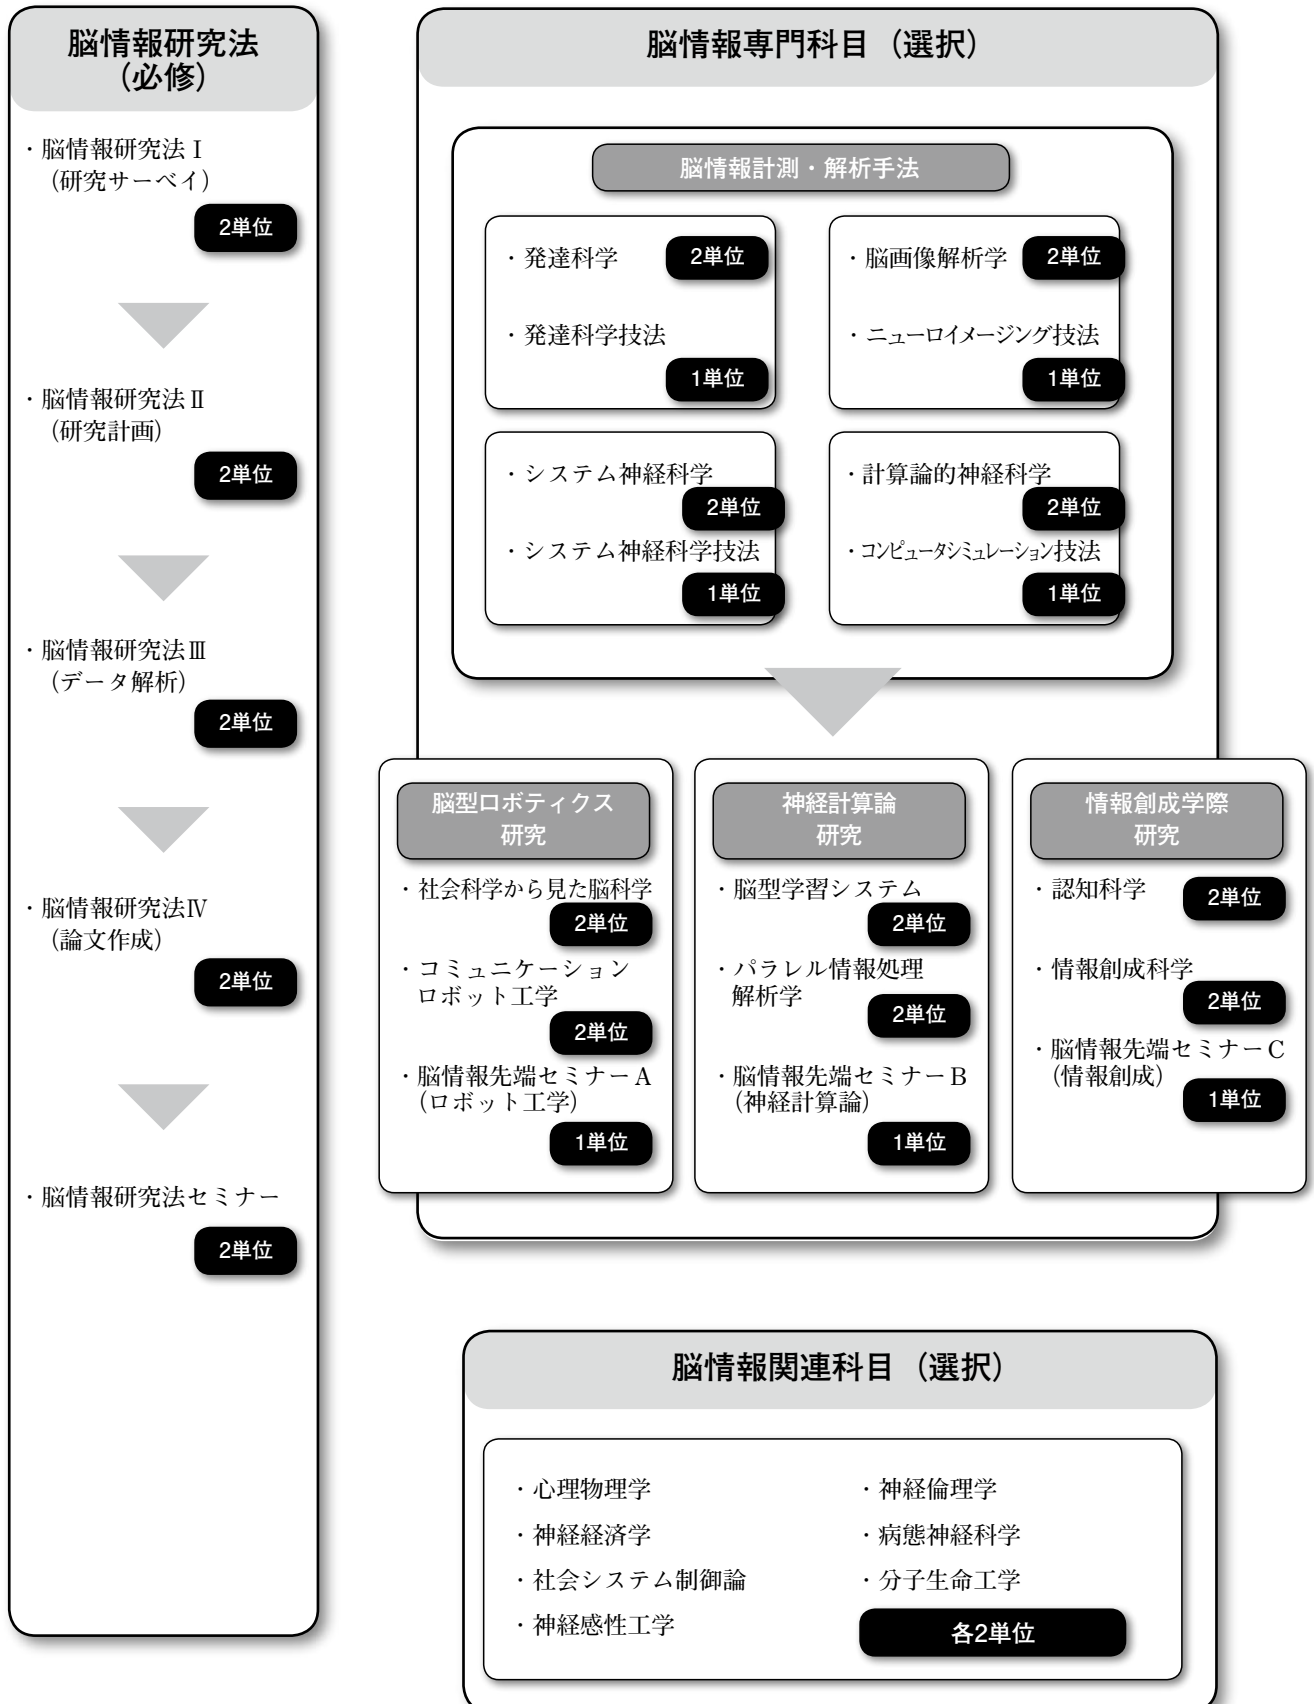 脳情報研究法
（必修）
・脳情報研究法Ⅰ
（研究サーベイ）
2単位
・脳情報研究法Ⅱ
（研究計画）
2単位
・脳情報研究法Ⅲ
（データ解析）
2単位
・脳情報研究法Ⅳ
（論文作成）
2単位
・脳情報研究法セミナー
2単位
脳情報専門科目（選択）
脳情報計測・解析手法
・発達科学
2単位
・発達科学技法
1単位
・脳画像解析学
2単位
・ニューロイメージング技法
1単位
・システム神経科学
2単位
・システム神経科学技法
1単位
・計算論的神経科学
2単位
・コンピュータシミュレーション技法
1単位
脳型ロボティクス
研究
・社会科学から見た脳科学
2単位
・コミュニケーション
ロボット工学
2単位
・脳情報先端セミナーA
（ロボット工学）
1単位
神経計算論
研究
・脳型学習システム
2単位
・パラレル情報処理
解析学
2単位
・脳情報先端セミナーB
（神経計算論）
1単位
情報創成学際
研究
・認知科学
2単位
・情報創成科学
2単位
・脳情報先端セミナーC
（情報創成）
1単位
脳情報関連科目（選択）
・心理物理学
・神経経済学
・社会システム制御論
・神経感性工学
・神経倫理学
・病態神経科学
・分子生命工学
各2単位